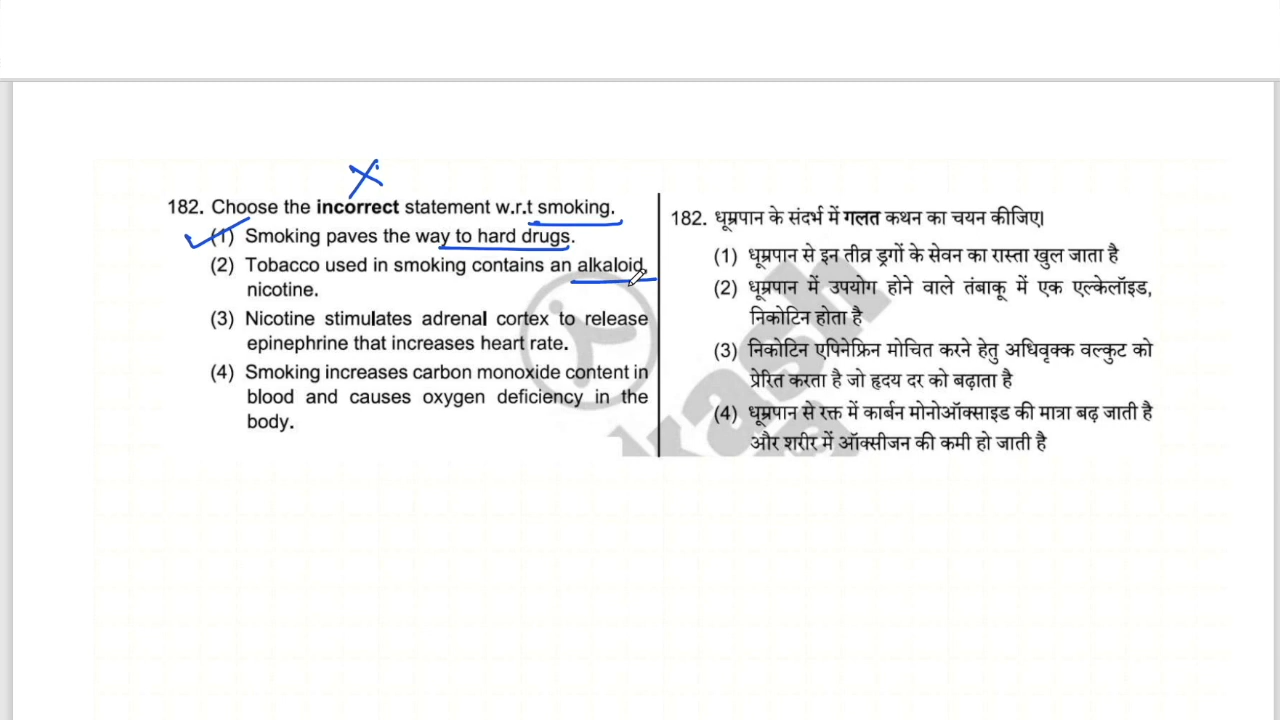 182. Choose the incorrect statement w.r.t smoking.
(1) Smoking paves the way to hard drugs.
(2) Tobacco used in smoking contains an alkaloid,
nicotine.
(3) Nicotine stimulates adrenal cortex to release
epinephrine that increases heart rate.
(4) Smoking increases carbon monoxide content in
blood and causes oxygen deficiency in the
body.
182. धूम्रपान के संदर्भ में गलत कथन का चयन कीजिए।
(1) धूम्रपान से इन तीव्र ड्रगों के सेवन का रास्ता खुल जाता है
(2) धूम्रपान में उपयोग होने वाले तंबाकू में एक एल्केलॉइड,
निकोटिन होता है
(3) निकोटिन एपिनेफ्रिन मोचित करने हेतु अधिवृक्क वल्कुट को
प्रेरित करता है जो हृदय दर को बढ़ाता है
(4) धूम्रपान से रक्त में कार्बन मोनोऑक्साइड की मात्रा बढ़ जाती है
और शरीर में ऑक्सीजन की कमी हो जाती है